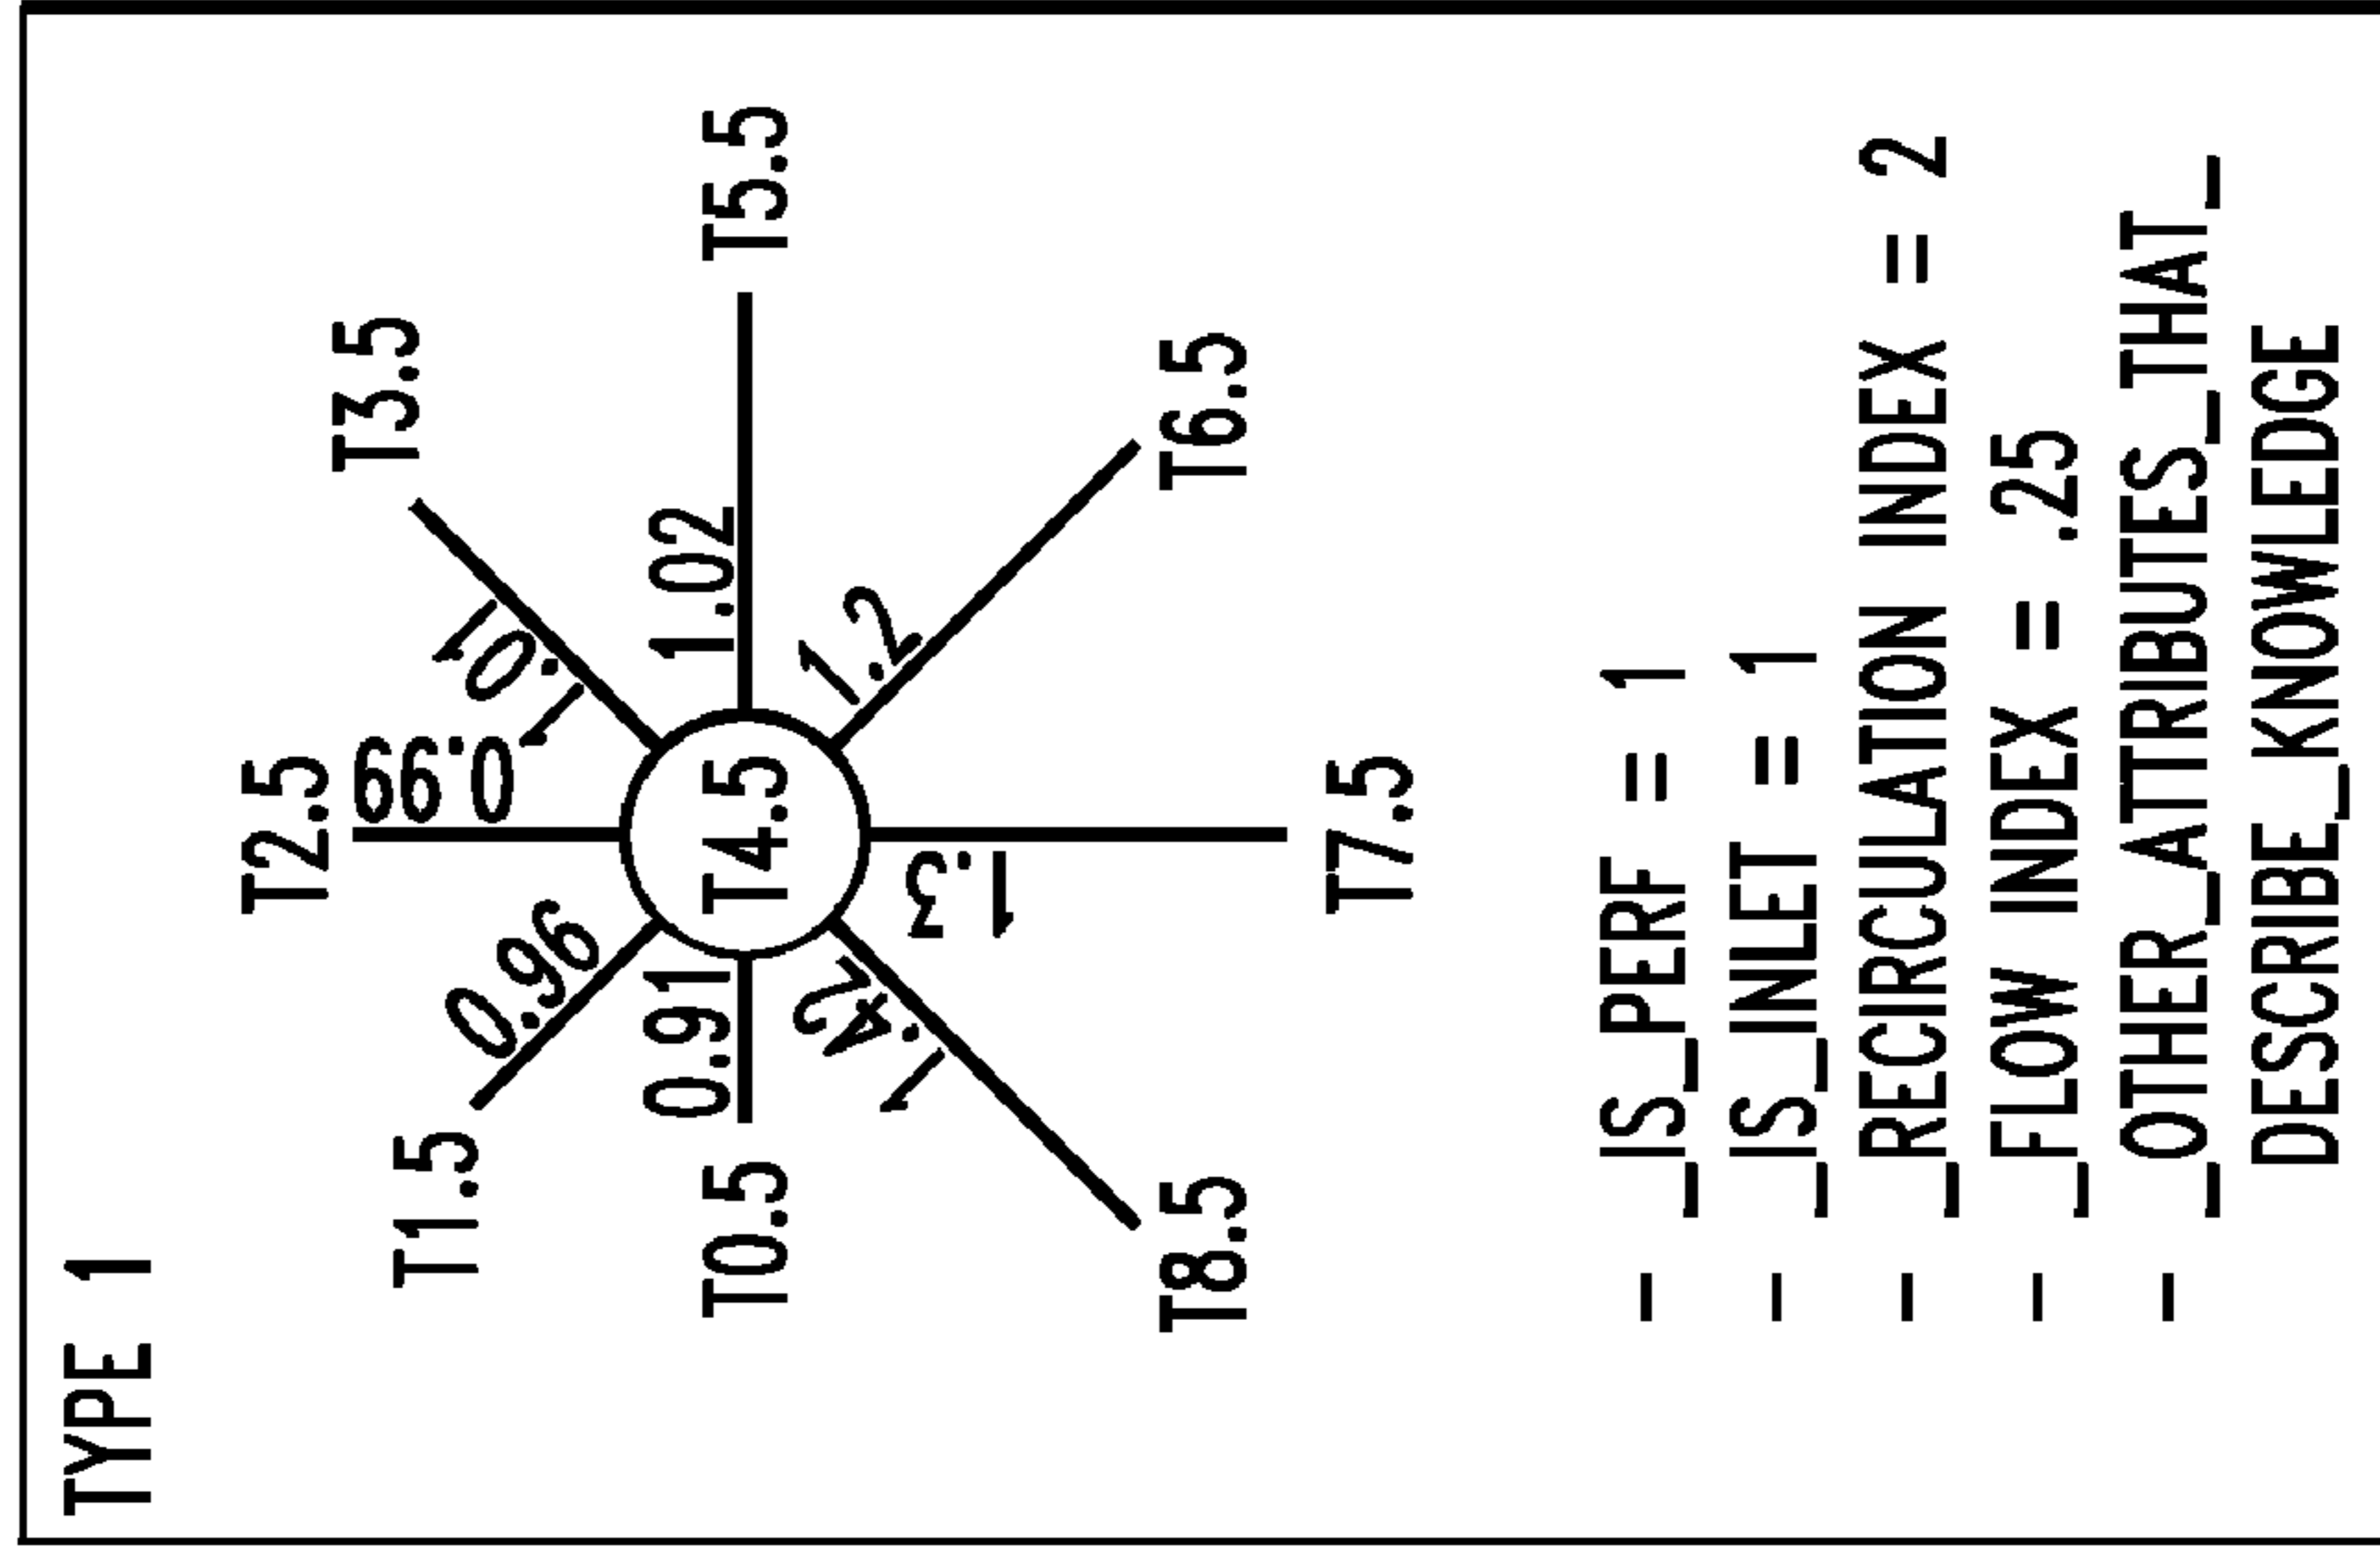 TYPE 1
T2.5
T3.5
T1.5
0.99
1.01
0.96
T0.5
0.91
T4.5
1.02
T5.5
1.42
1.2
1.3
T8.5
T6.5
T7.5
- _IS_PERF = 1
- _IS_INLET = 1
- _RECIRCULATION INDEX = 2
- _FLOW INDEX = .25
- _OTHER_ATTRIBUTES_THAT_
DESCRIBE_KNOWLEDGE